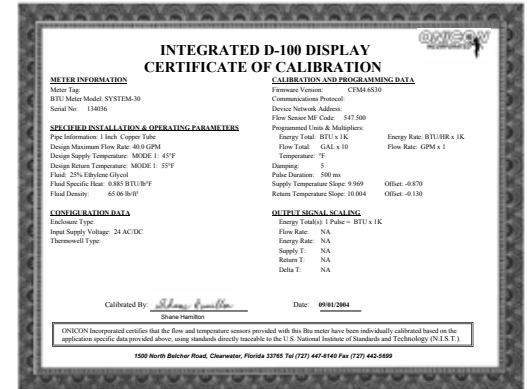 ONICON
INCORPORATED
INTEGRATED D-100 DISPLAY
CERTIFICATE OF CALIBRATION
METER INFORMATION
Meter Tag:
BTU Meter Model: SYSTEM-30
Serial No: 134036
SPECIFIED INSTALLATION & OPERATING PARAMETERS
Pipe Information: 1 Inch Copper Tube
Design Maximum Flow Rate: 40.0 GPM
Design Supply Temperature: MODE 1: 45°F
Design Return Temperature: MODE 1: 55°F
Fluid: 25% Ethylene Glycol
Fluid Specific Heat: 0.885 BTU/lb°F
Fluid Density: 65.06 lb/ft³
CONFIGURATION DATA
Enclosure Type:
Input Supply Voltage: 24 AC/DC
Thermowell Type:
CALIBRATION AND PROGRAMMING DATA
Firmware Version: CFM4.6S30
Communications Protocol:
Device Network Address:
Flow Sensor MF Code: 547.500
Programmed Units & Multipliers:
Energy Total: BTU x 1K Energy Rate: BTU/HR x 1K
Flow Total: GAL x 10 Flow Rate: GPM x 1
Temperature: °F
Damping: 5
Pulse Duration: 500 ms
Supply Temperature Slope: 9.969 Offset: -0.870
Return Temperature Slope: 10.004 Offset: -0.130
OUTPUT SIGNAL SCALING
Energy Total(s): 1 Pulse = BTU x 1K
Flow Rate: NA
Energy Rate: NA
Supply T: NA
Return T: NA
Delta T: NA
Calibrated By: Shane Hamilton Date: 09/01/2004
Shane Hamilton
ONICON Incorporated certifies that the flow and temperature sensors provided with this Btu meter have been individually calibrated based on the
application specific data provided above, using standards directly traceable to the U.S. National Institute of Standards and Technology (N.I.S.T.).
1500 North Belcher Road, Clearwater, Florida 33765 Tel (727) 447-6140 Fax (727) 442-5699